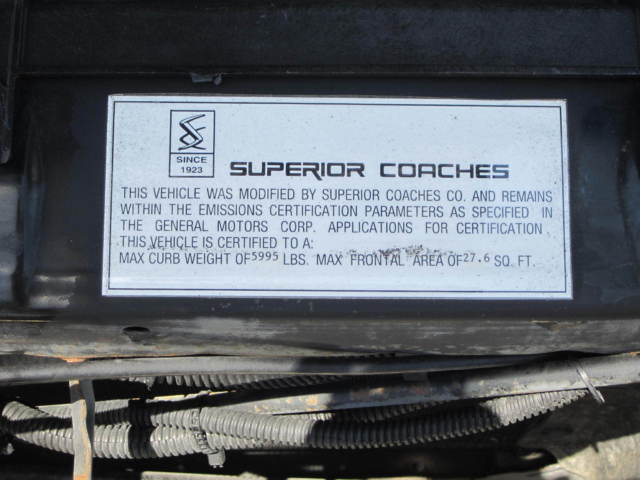 SINCE
1923
SUPERIOR COACHES
THIS VEHICLE WAS MODIFIED BY SUPERIOR COACHES CO. AND REMAINS
WITHIN THE EMISSIONS CERTIFICATION PARAMETERS AS SPECIFIED IN
THE GENERAL MOTORS CORP. APPLICATIONS FOR CERTIFICATION
THIS VEHICLE IS CERTIFIED TO A:
MAX CURB WEIGHT OF 5995 LBS. MAX FRONTAL AREA OF 27.6 SQ. FT.